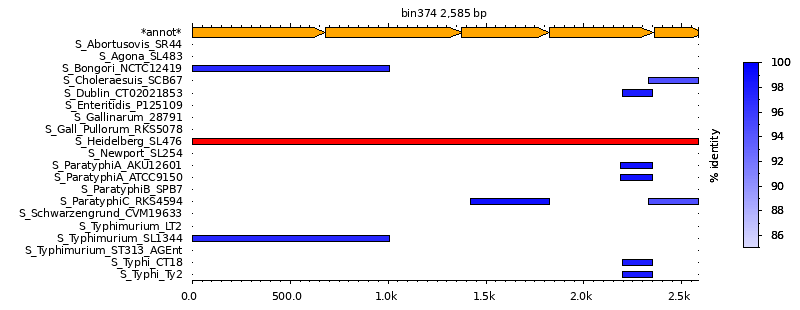 bin374 2,585 bp
*annot*
S_Abortusovis_SR44
S_Agona_SL483
S_Bongori_NCTC12419
S_Choleraesuis_SCB67
S_Dublin_CT02021853
S_Enteritidis_P125109
S_Gallinarum_28791
S_Gall_Pullorum_RKS5078
S_Heidelberg_SL476
S_Newport_SL254
S_ParatyphiA_AKU12601
S_ParatyphiA_ATCC9150
S_ParatyphiB_SPB7
S_ParatyphiC_RKS4594
S_Schwarzengrund_CVM19633
S_Typhimurium_LT2
S_Typhimurium_SL1344
S_Typhimurium_ST313_AGEnt
S_Typhi_CT18
S_Typhi_Ty2
0.0 500.0 1.0k 1.5k 2.0k 2.5k
% identity
100
98
96
94
92
90
88
86